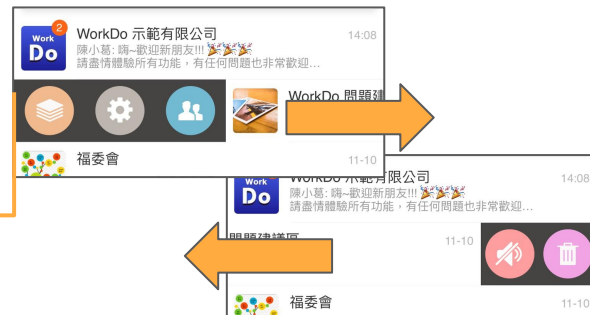 2
Work
Do
WorkDo 示範有限公司
14:08
陳小葛: 嗨~歡迎新朋友!!! 🎉🎉🎉
請盡情體驗所有功能，有任何問題也非常歡迎...
WorkDo 問題建
福委會
11-10
Work
Do
WorkDo 示範有限公司
14:08
陳小葛: 嗨~歡迎新朋友!!! 🎉🎉🎉
請盡情體驗所有功能，有任何問題也非常歡迎...
問題建議區
11-10
福委會
11-10